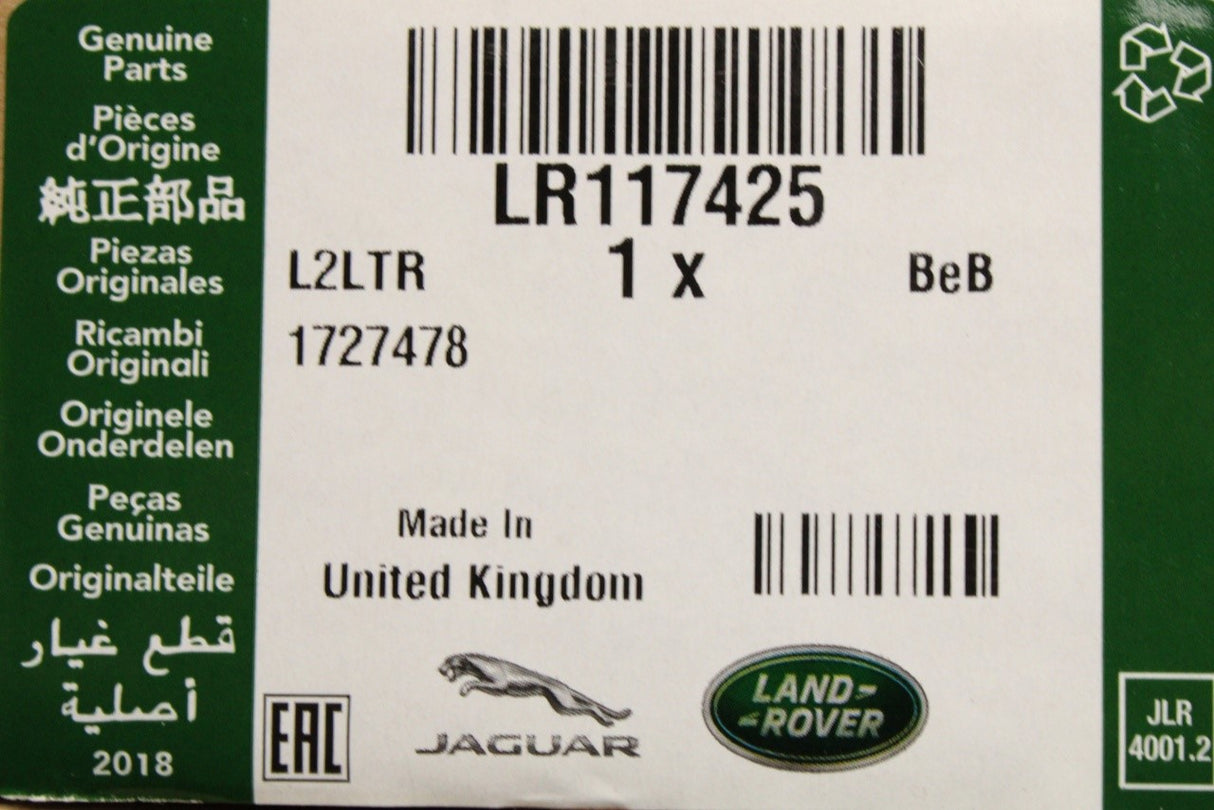 Genuine
Parts
Pièces
d'Origine
純正部品
Piezas
Originales
Ricambi
Originali
Originele
Onderdelen
Peças
Genuinas
Originalteile
قطع غيار
أصلية
2018
LR117425
L2LTR 1 x BeB
1727478
Made In
United Kingdom
EAC
JAGUAR
LAND-
-ROVER
JLR
4001.2